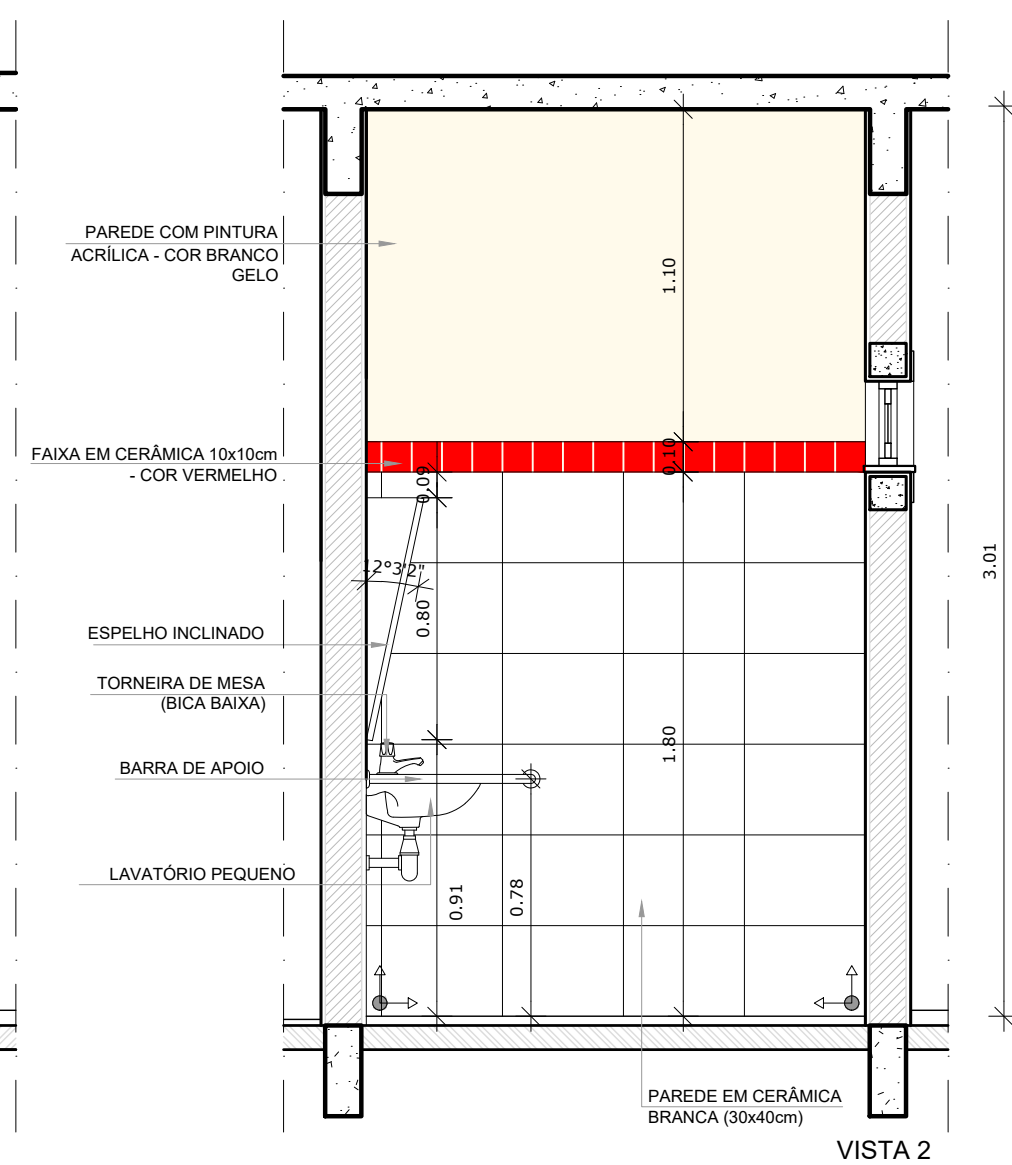 PAREDE COM PINTURA
ACRÍLICA - COR BRANCO
GELO
1.10
FAIXA EM CERÂMICA 10x10cm
- COR VERMELHO
0.10
0.09
3.01
12°3'2"
0.80
ESPELHO INCLINADO
TORNEIRA DE MESA
(BICA BAIXA)
1.80
BARRA DE APOIO
LAVATÓRIO PEQUENO
0.91
0.78
PAREDE EM CERÂMICA
BRANCA (30x40cm)
VISTA 2